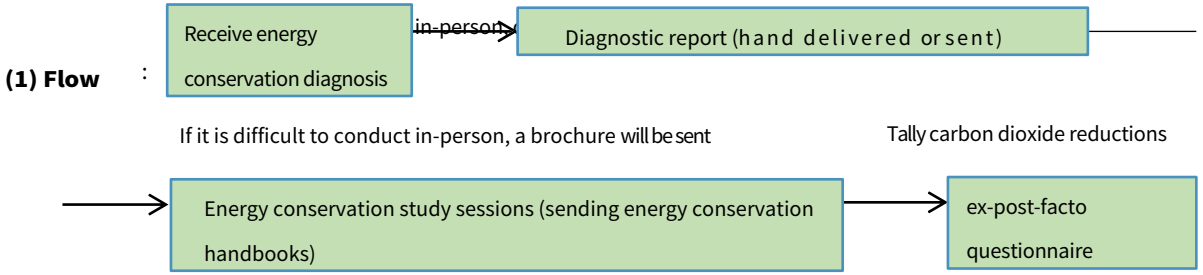 Receive energy
conservation diagnosis
in-person,
Diagnostic report (hand delivered or sent)
(1) Flow :
If it is difficult to conduct in-person, a brochure will be sent
Tally carbon dioxide reductions
Energy conservation study sessions (sending energy conservation
handbooks)
ex-post-facto
questionnaire